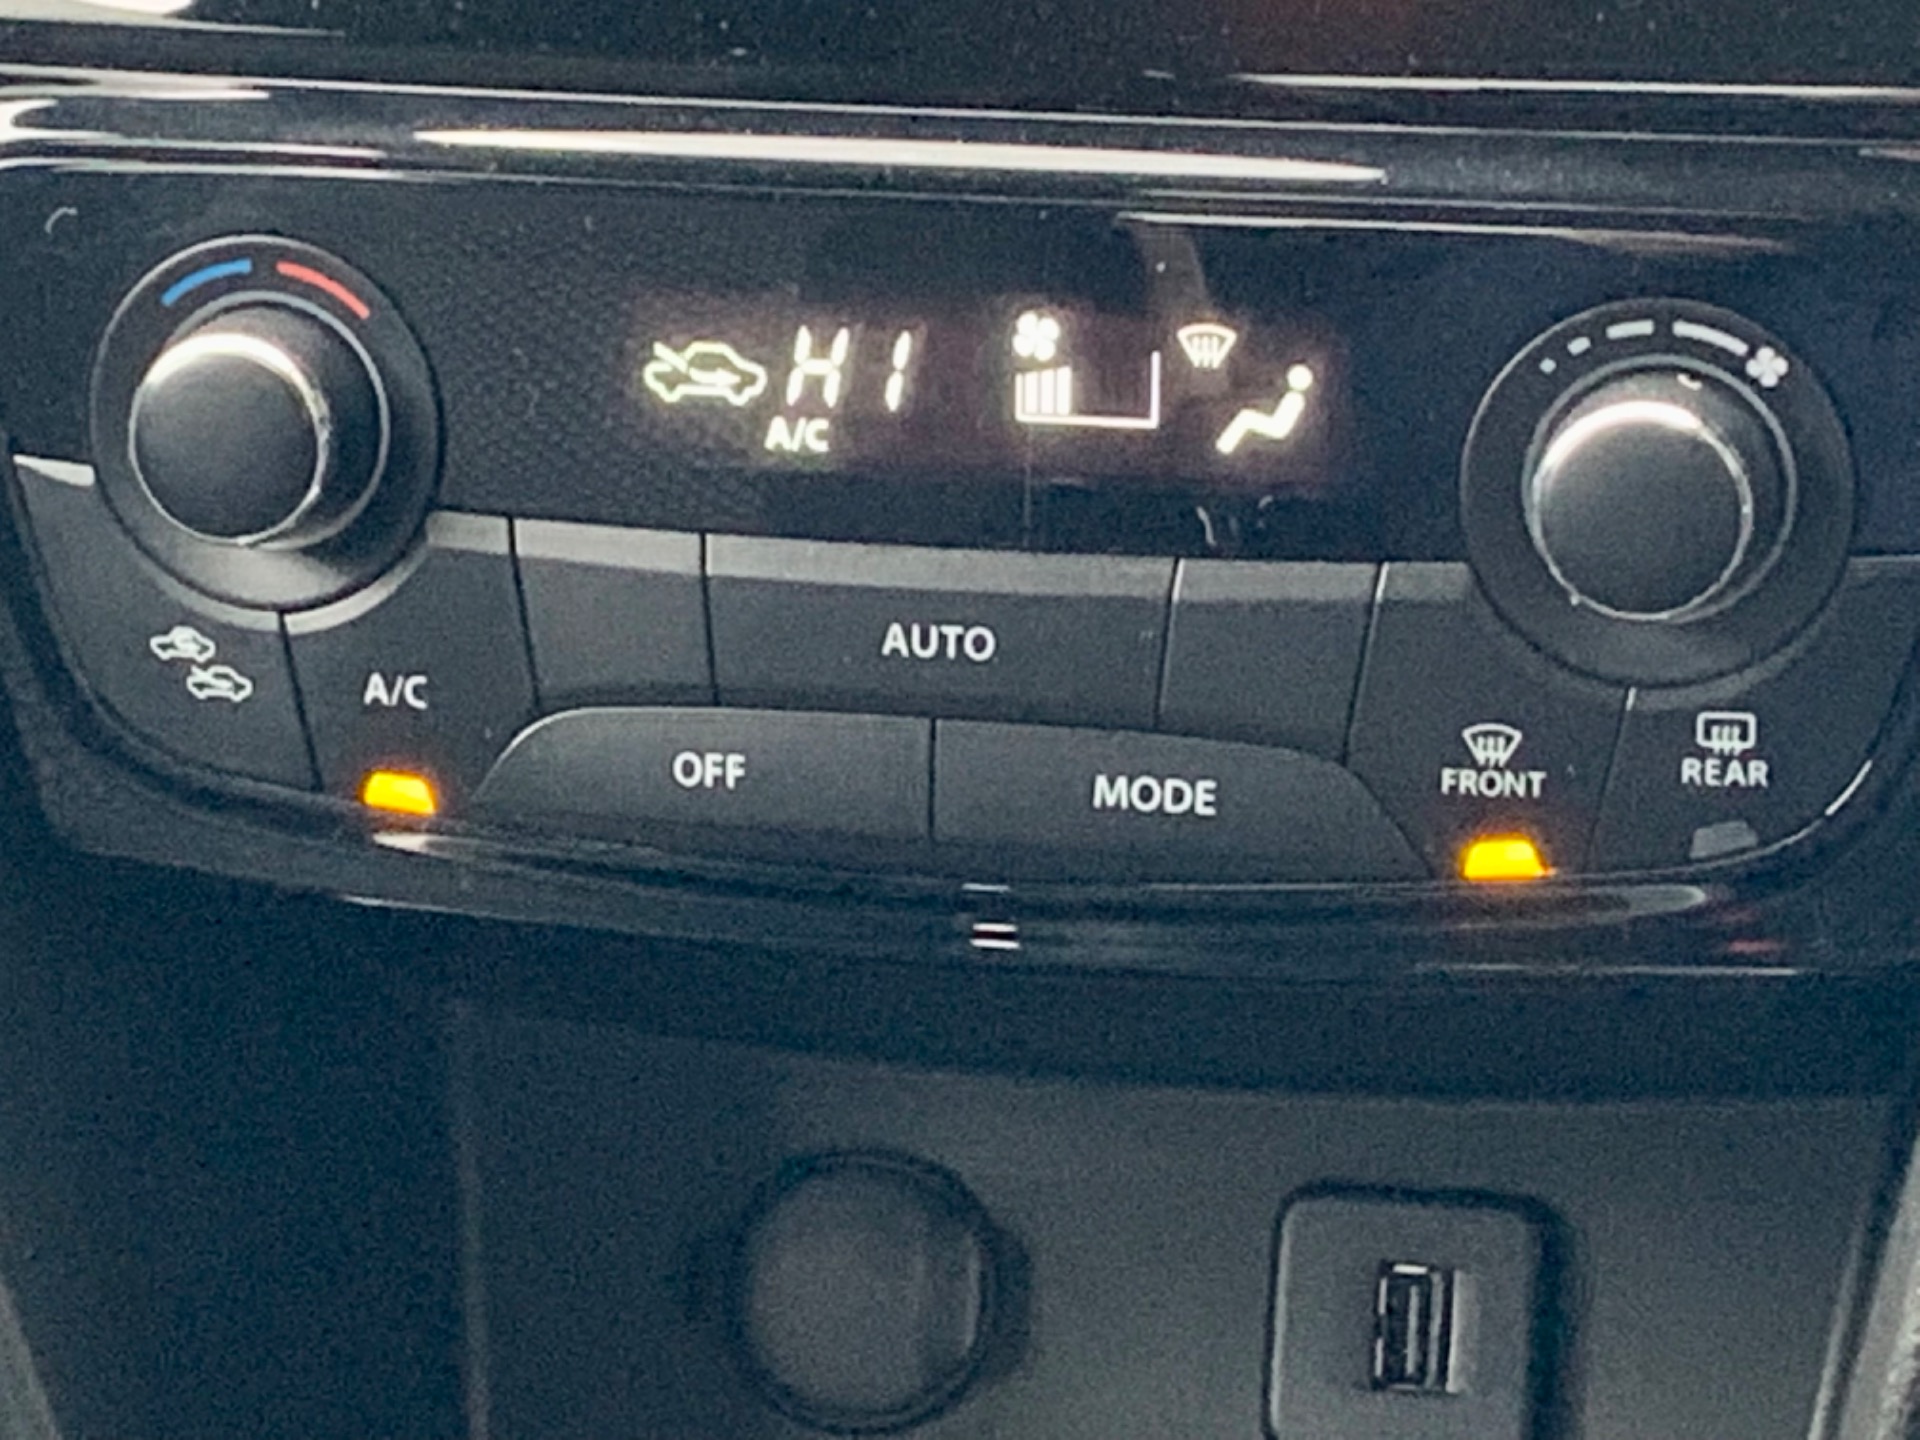 HI
A/C
AUTO
A/C
OFF
MODE
FRONT
REAR